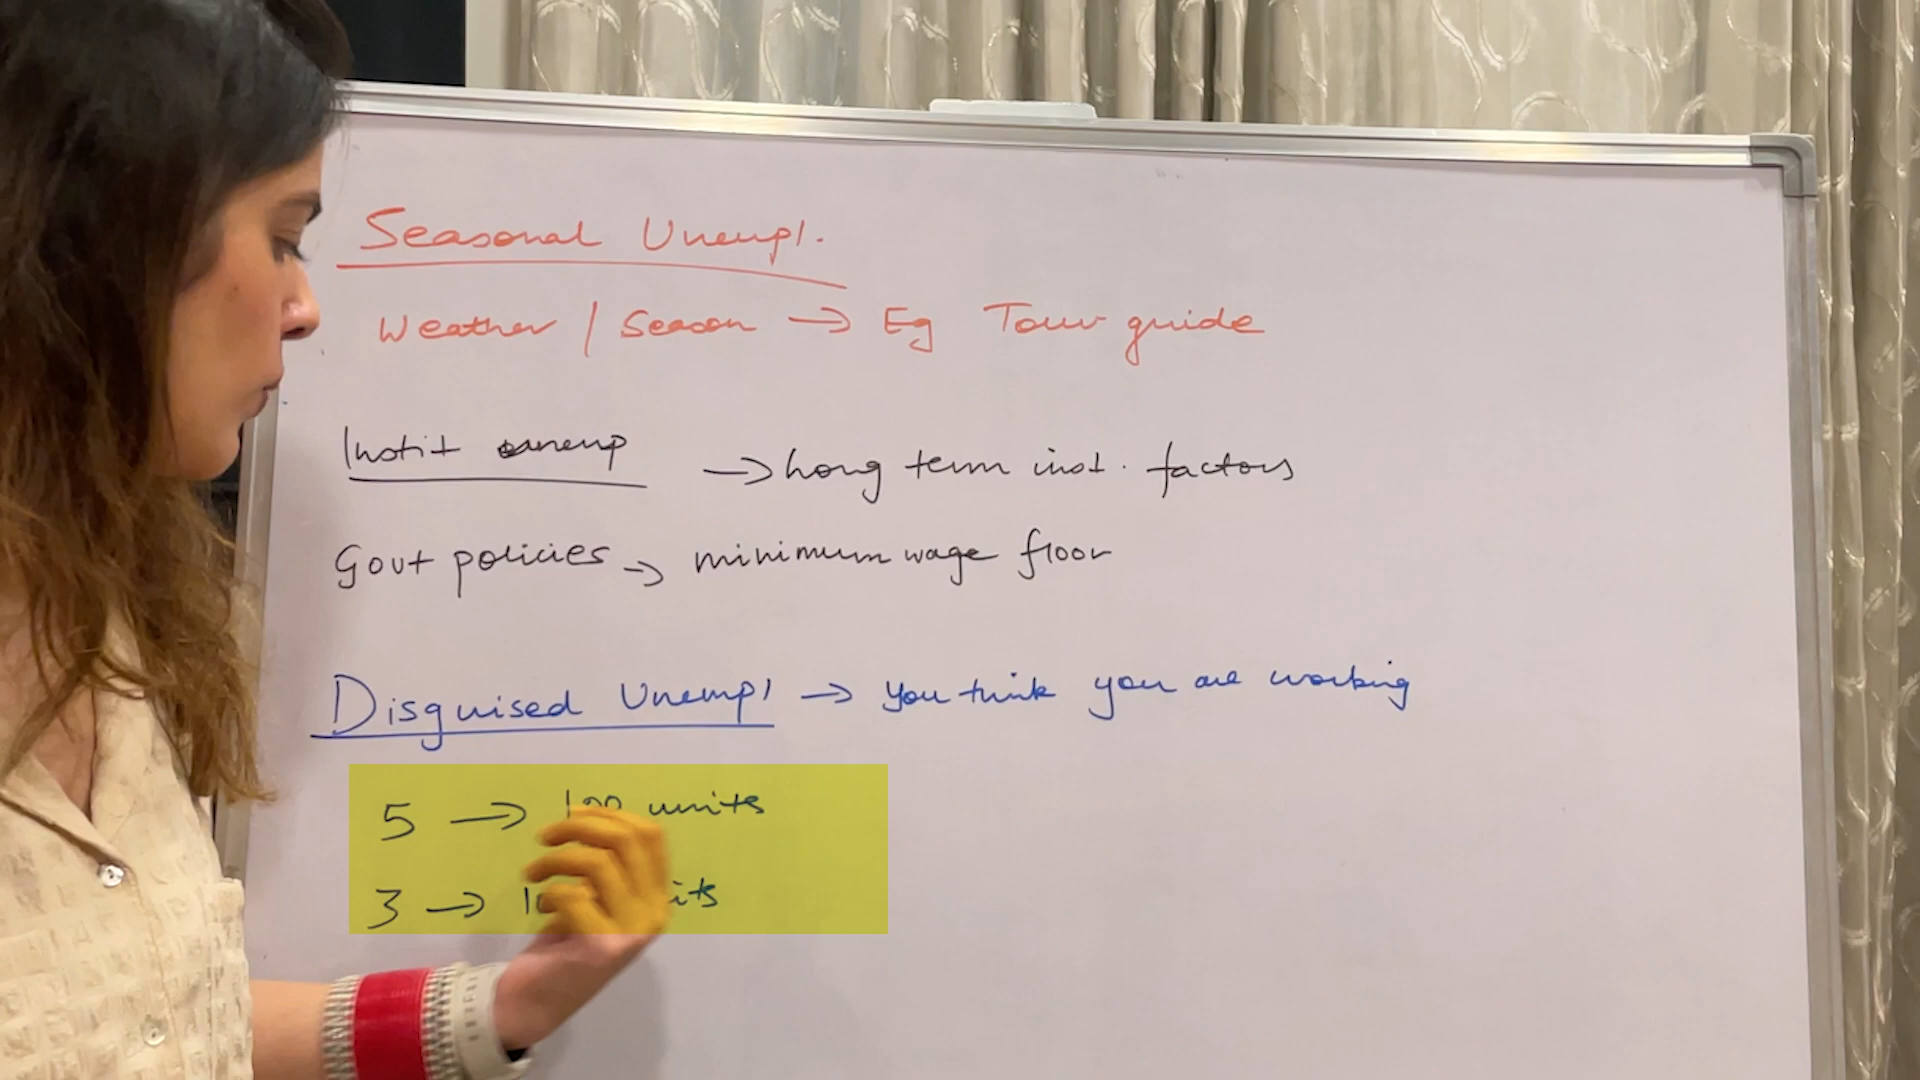 Seasonal Unempl.
Weather / Season → Eg Tour guide
Instit unemp → Long term inst. factors
Govt policies → minimum wage floor
Disguised Unempl → You think you are working
5 → 100 units
3 →